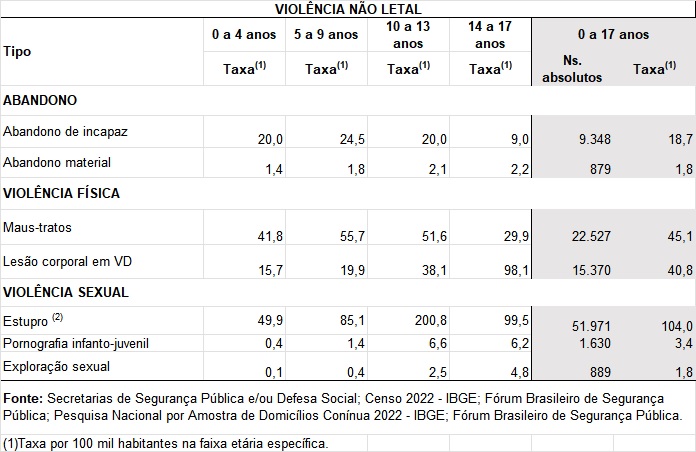 VIOLÊNCIA NÃO LETAL
Tipo 0 a 4 anos 5 a 9 anos 10 a 13 anos 14 a 17 anos 0 a 17 anos
Taxa(1) Taxa(1) Taxa(1) Taxa(1) Ns. absolutos Taxa(1)
ABANDONO
Abandono de incapaz 20,0 24,5 20,0 9,0 9.348 18,7
Abandono material 1,4 1,8 2,1 2,2 879 1,8
VIOLÊNCIA FÍSICA
Maus-tratos 41,8 55,7 51,6 29,9 22.527 45,1
Lesão corporal em VD 15,7 19,9 38,1 98,1 15.370 40,8
VIOLÊNCIA SEXUAL
Estupro (2) 49,9 85,1 200,8 99,5 51.971 104,0
Pornografia infanto-juvenil 0,4 1,4 6,6 6,2 1.630 3,4
Exploração sexual 0,1 0,4 2,5 4,8 889 1,8
Fonte: Secretarias de Segurança Pública e/ou Defesa Social; Censo 2022 - IBGE; Fórum Brasileiro de Segurança
Pública; Pesquisa Nacional por Amostra de Domicílios Conínua 2022 - IBGE; Fórum Brasileiro de Segurança Pública.
(1)Taxa por 100 mil habitantes na faixa etária específica.